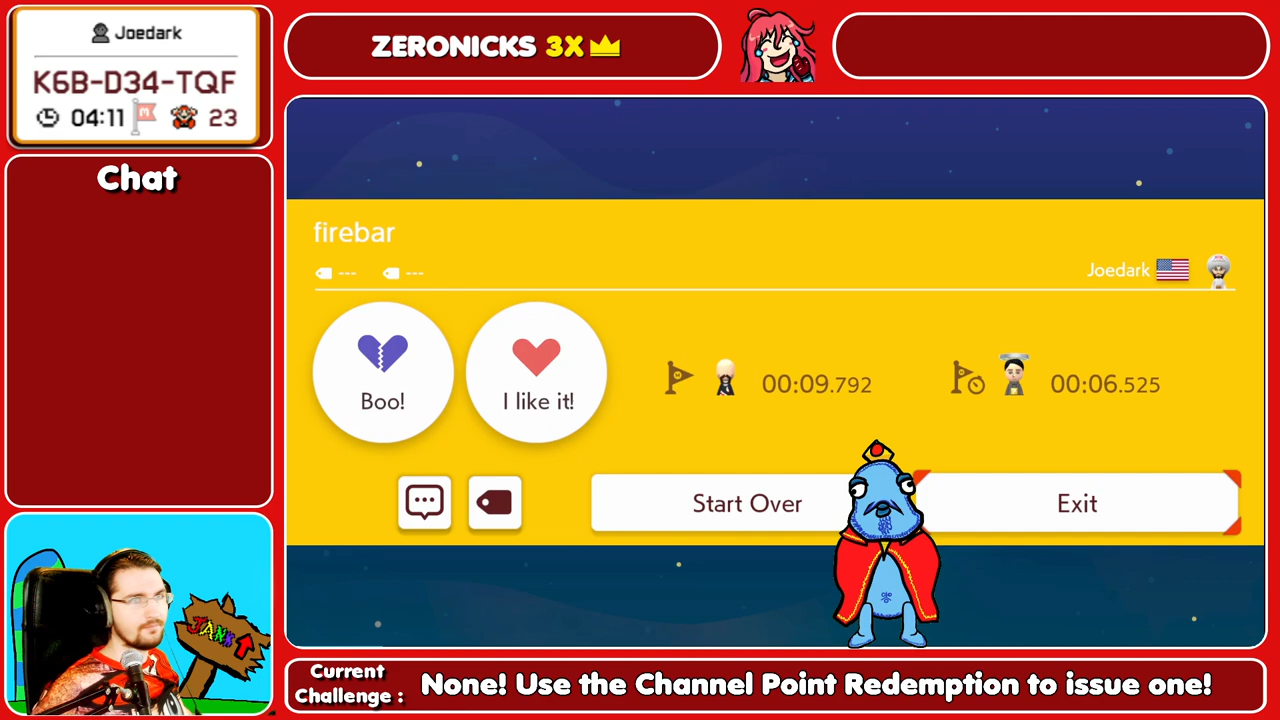 Joedark
K6B-D34-TQF
04:11 M 23
ZERONICKS 3X
Chat
firebar
--- ---
Joedark
Boo!
I like it!
M 00:09.792
00:06.525
Start Over
Exit
JANK
Current
Challenge :
None! Use the Channel Point Redemption to issue one!